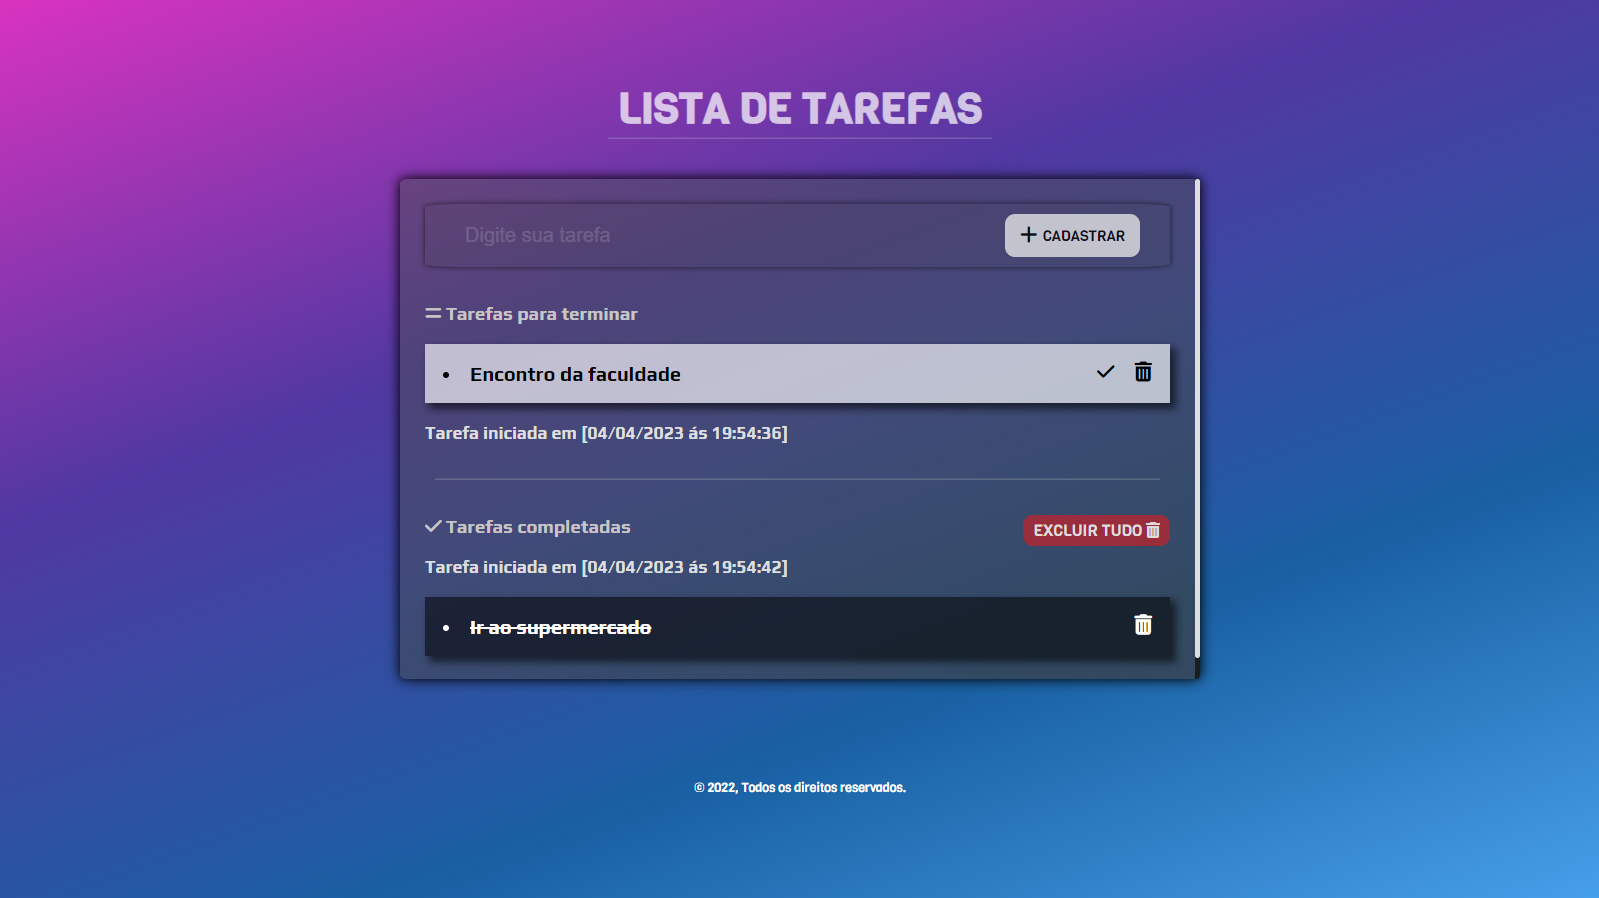 LISTA DE TAREFAS
Digite sua tarefa
CADASTRAR
Tarefas para terminar
Encontro da faculdade
Tarefa iniciada em [04/04/2023 ás 19:54:36]
Tarefas completadas
EXCLUIR TUDO
Tarefa iniciada em [04/04/2023 ás 19:54:42]
Ir ao supermercado
© 2022, Todos os direitos reservados.